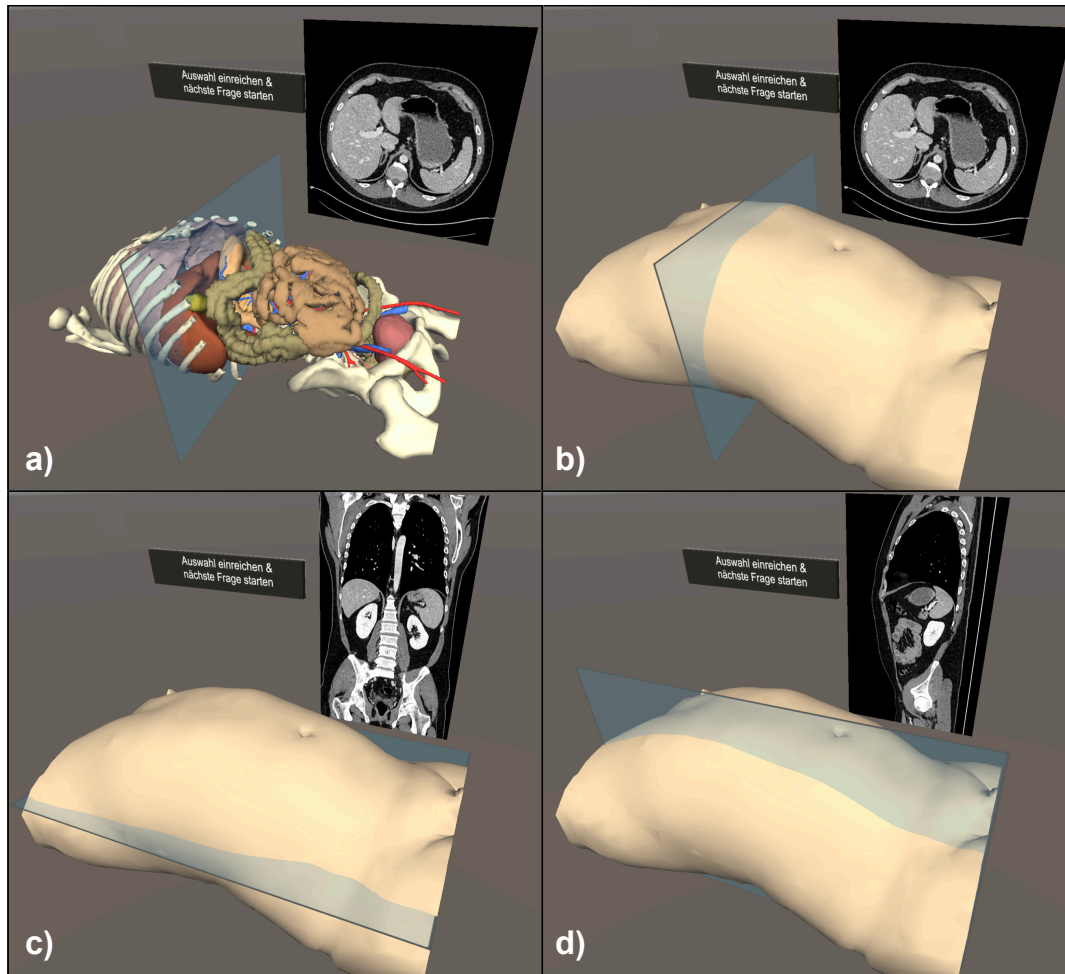 Auswahl einreichen &
nächste Frage starten
a)
Auswahl einreichen &
nächste Frage starten
b)
Auswahl einreichen &
nächste Frage starten
c)
Auswahl einreichen &
nächste Frage starten
d)